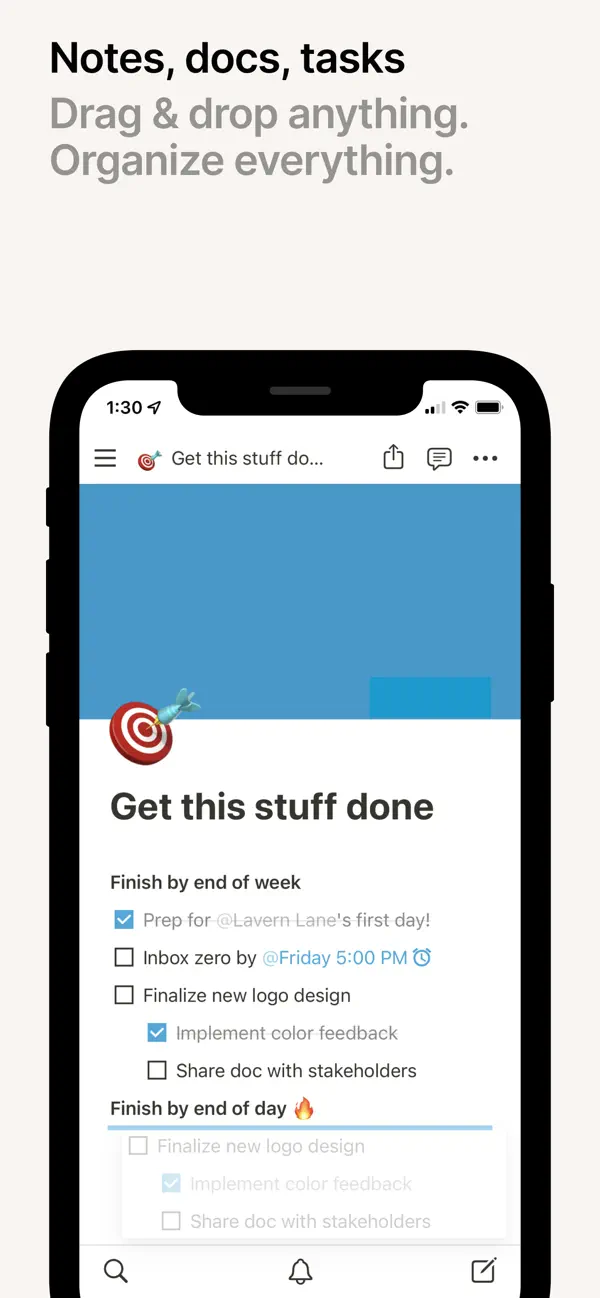 Notes, docs, tasks
Drag & drop anything.
Organize everything.
1:30
Get this stuff do...
Get this stuff done
Finish by end of week
Prep for @Lavern Lane's first day!
Inbox zero by @Friday 5:00 PM
Finalize new logo design
Implement color feedback
Share doc with stakeholders
Finish by end of day 🔥
Finalize new logo design
Implement color feedback
Share doc with stakeholders